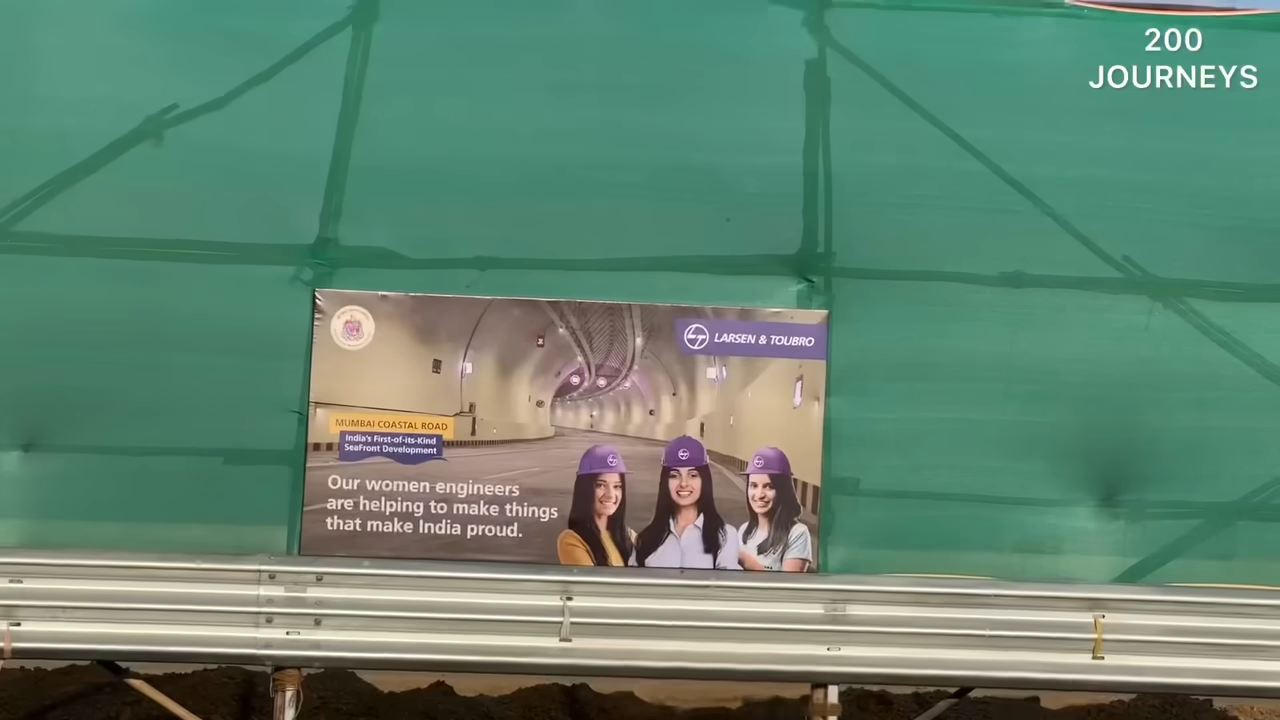 200
JOURNEYS
LARSEN & TOUBRO
MUMBAI COASTAL ROAD
India's First-of-its-Kind
SeaFront Development
Our women engineers
are helping to make things
that make India proud.